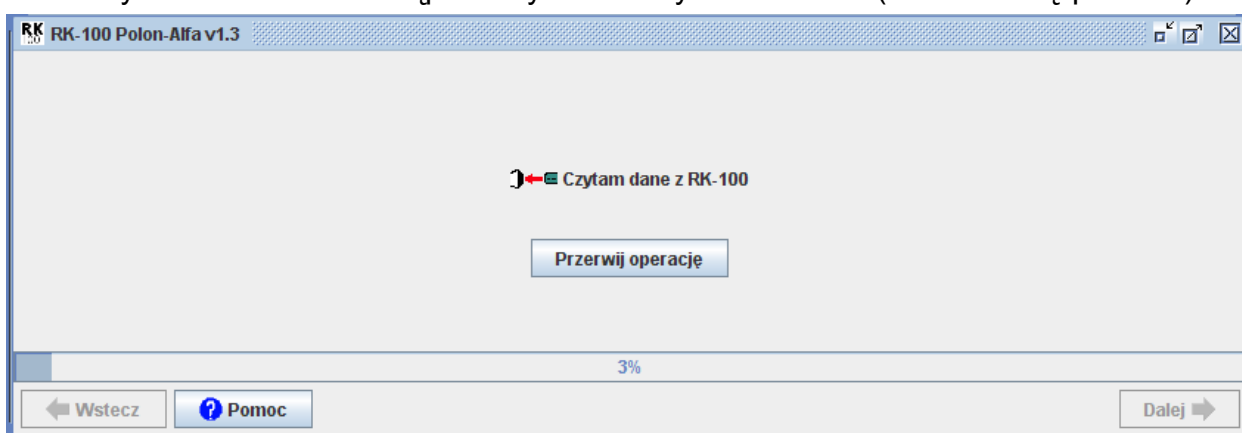 RK-100 Polon-Alfa v1.3
Czytam dane z RK-100
Przerwij operację
3%
Wstecz
Pomoc
Dalej